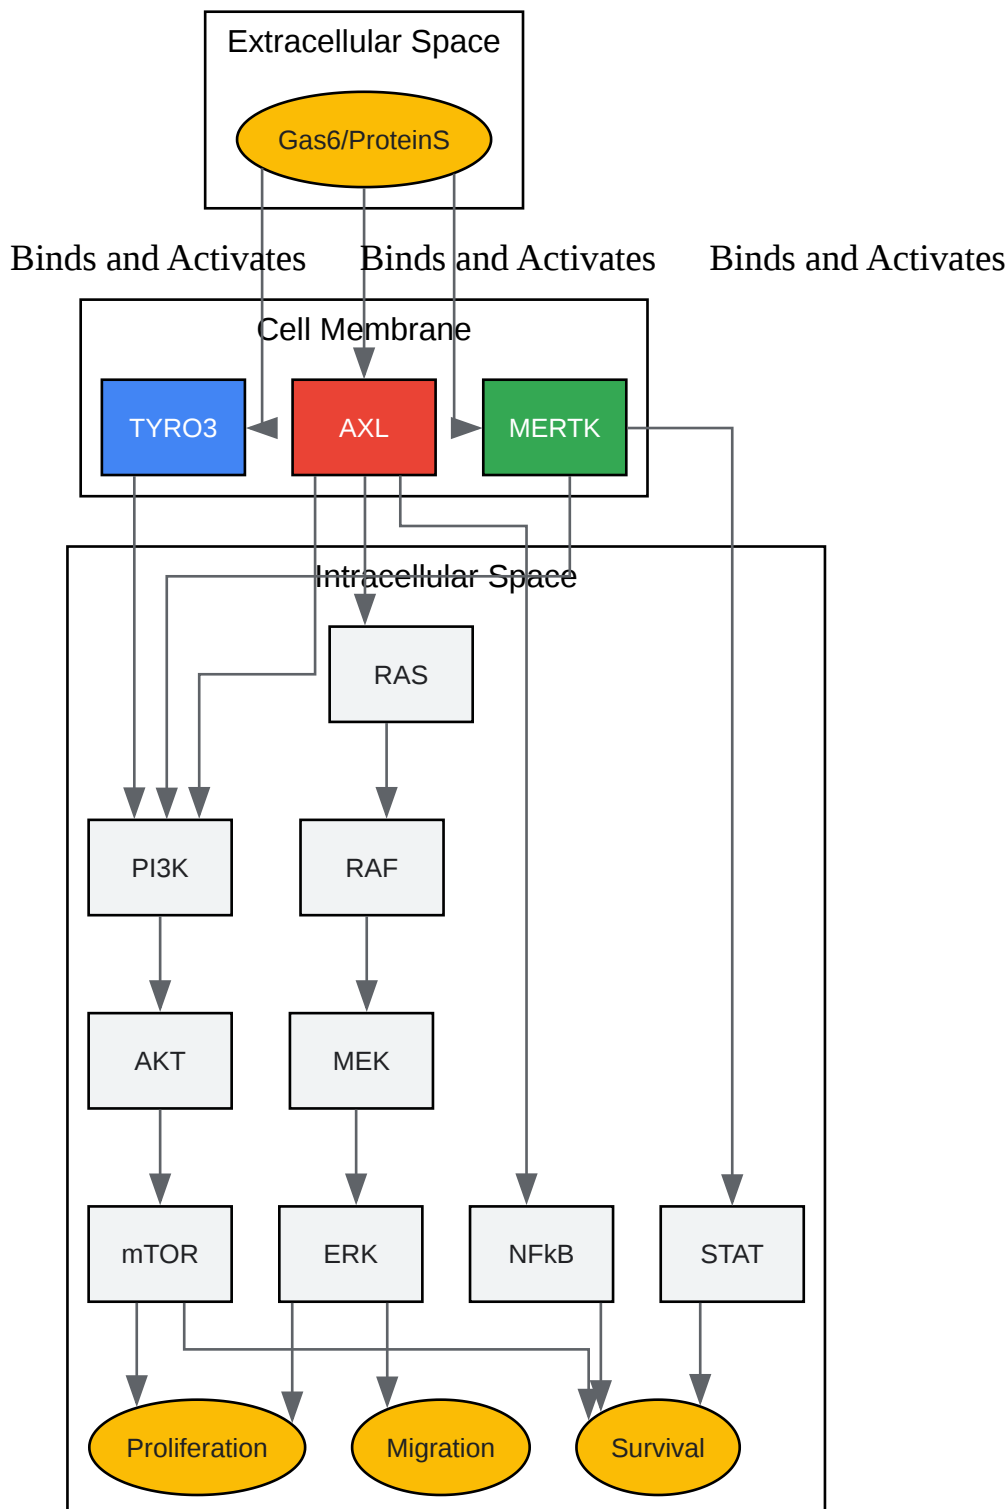 Extracellular Space
Gas6/ProteinS
Binds and Activates Binds and Activates Binds and Activates
Cell Membrane
TYRO3 AXL MERTK
Intracellular Space
RAS
PI3K RAF
AKT MEK
mTOR ERK NFkB STAT
Proliferation Migration Survival